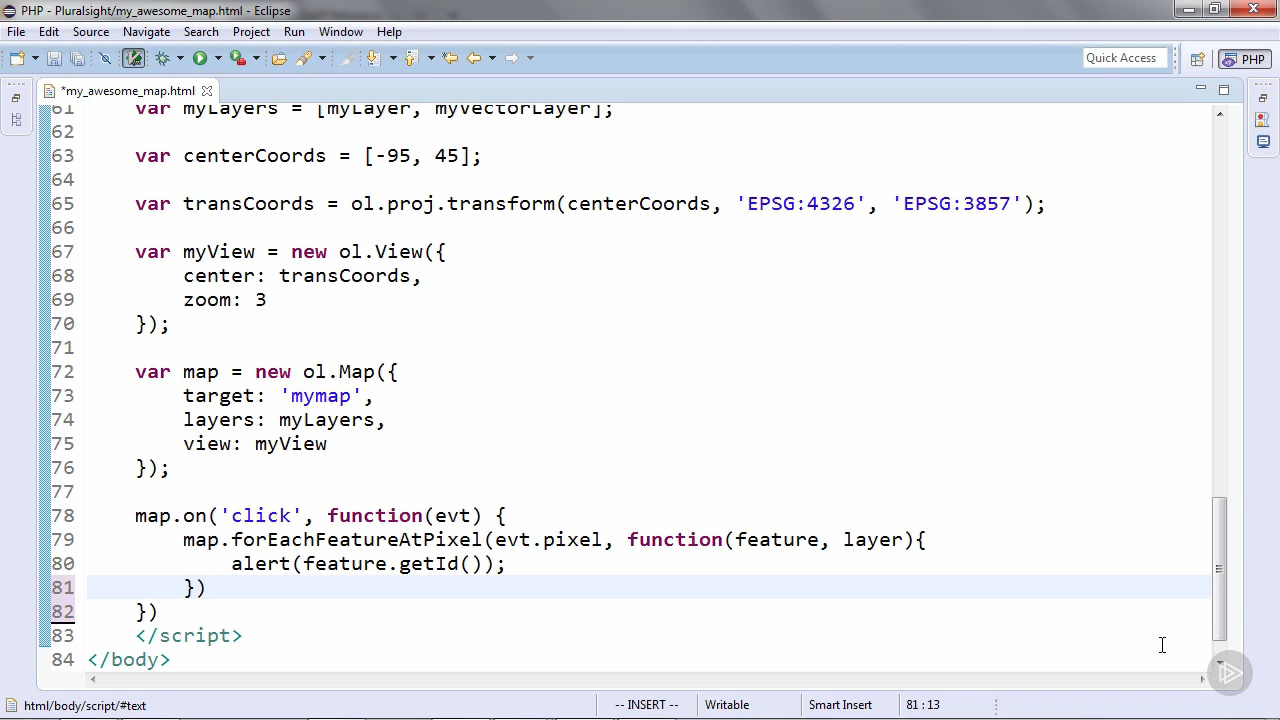 PHP - Pluralsight/my_awesome_map.html - Eclipse
File Edit Source Navigate Search Project Run Window Help
Quick Access PHP
*my_awesome_map.html
61 var myLayers = [myLayer, myVectorLayer];
62
63 var centerCoords = [-95, 45];
64
65 var transCoords = ol.proj.transform(centerCoords, 'EPSG:4326', 'EPSG:3857');
66
67 var myView = new ol.View({
68 center: transCoords,
69 zoom: 3
70 });
71
72 var map = new ol.Map({
73 target: 'mymap',
74 layers: myLayers,
75 view: myView
76 });
77
78 map.on('click', function(evt) {
79 map.forEachFeatureAtPixel(evt.pixel, function(feature, layer){
80 alert(feature.getId());
81 })
82 })
83 </script>
84 </body>
html/body/script/#text -- INSERT -- Writable Smart Insert 81 : 13